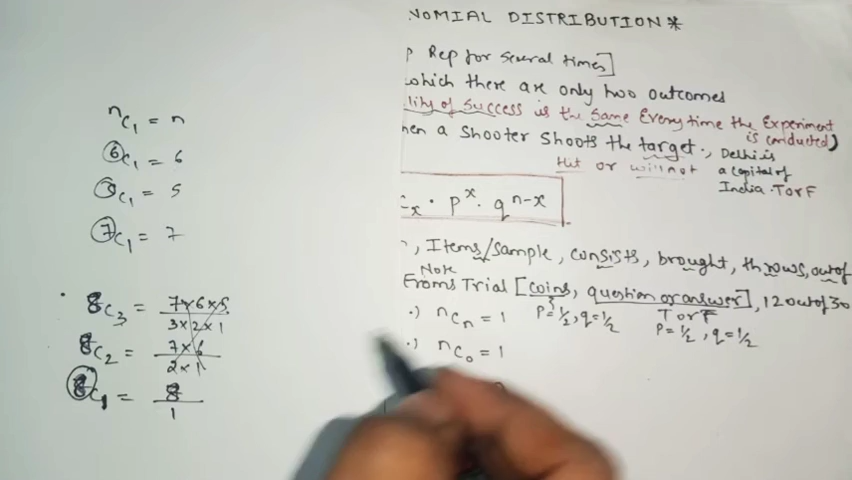 NOMIAL DISTRIBUTION*
P Rep for several times]
which there are only two outcomes
lity of success is the same Every time the Experiment
is conducted)
hen a shooter shoots the target., Delhi is
Hit or will not a capital of
India. T or F
Cx . p^x . q^n-x
, Items/sample, consists, brought, throws, out of
Note
From Trial [coins, question or answer], 12 out of 30
.) nCn = 1 P=1/2, q=1/2 T or F
P=1/2, q=1/2
.) nC0 = 1
nC1 = n
6C1 = 6
5C1 = 5
7C1 = 7
8C3 = 7×6×5
3×2×1
8C2 = 7×6
2×1
8C1 = 8
1